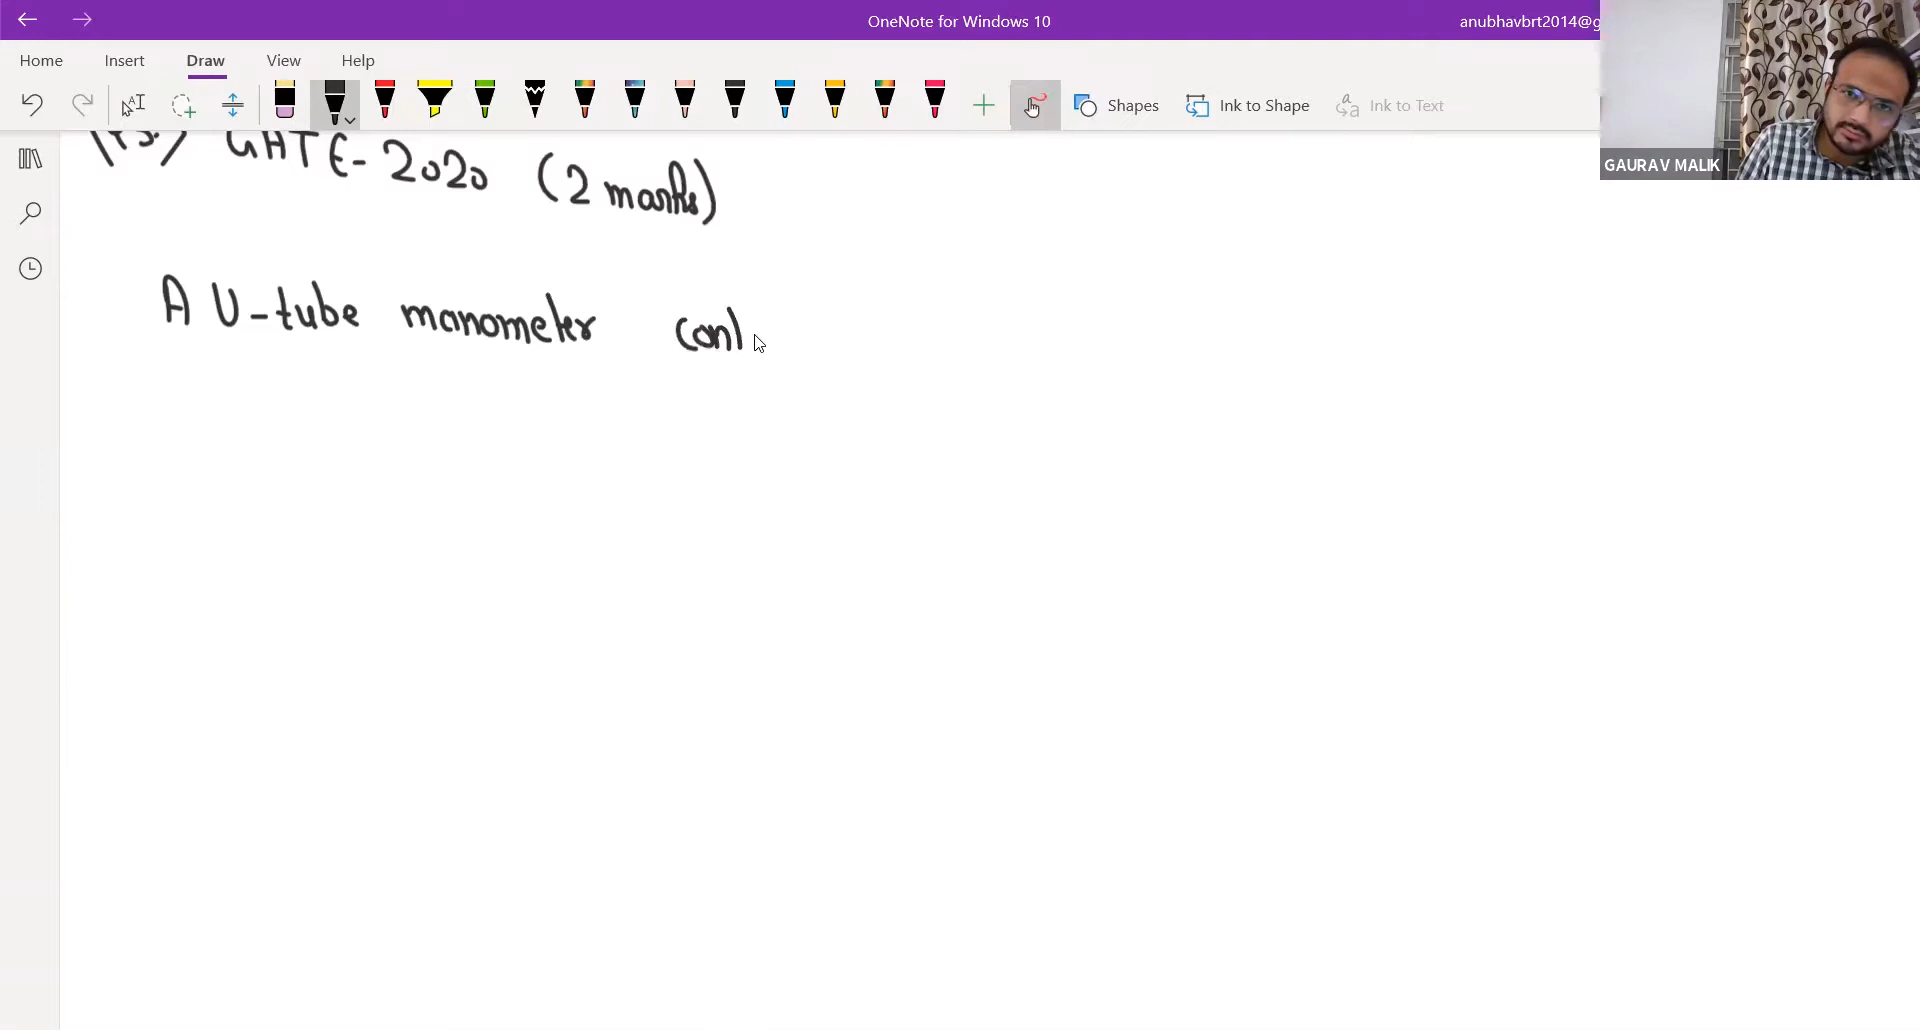 OneNote for Windows 10
anubhavbrt2014@g
Home Insert Draw View Help
Shapes Ink to Shape Ink to Text
GAURAV MALIK
GATE-2020 (2 marks)
A U-tube manometer